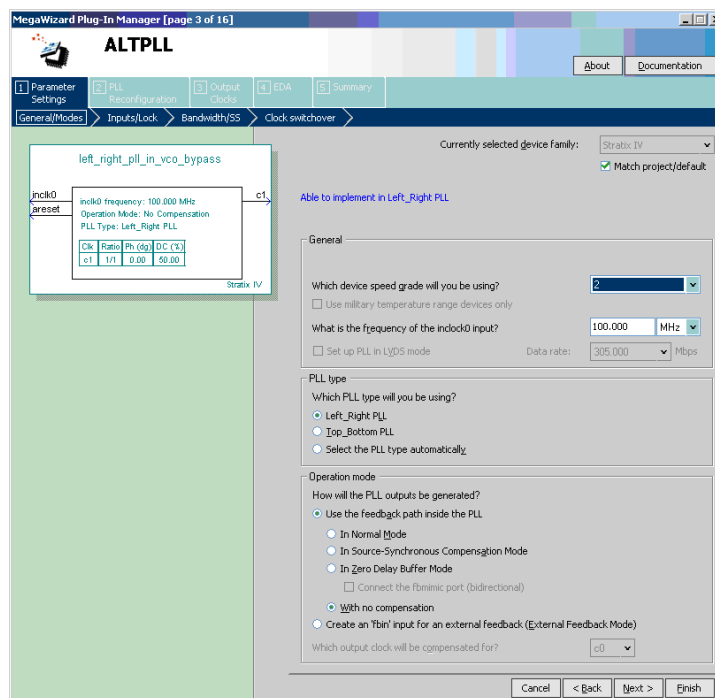 MegaWizard Plug-In Manager [page 3 of 16]
ALTPLL
About
Documentation
1 Parameter Settings
2 PLL Reconfiguration
3 Output Clocks
4 EDA
5 Summary
General/Modes
Inputs/Lock
Bandwidth/SS
Clock switchover
left_right_pll_in_vco_bypass
inclk0
areset
c1
inclk0 frequency: 100.000 MHz
Operation Mode: No Compensation
PLL Type: Left_Right PLL
Clk Ratio Ph (dg) DC (%)
c1 1/1 0.00 50.00
Stratix IV
Currently selected device family:
Stratix IV
Match project/default
Able to implement in Left_Right PLL
General
Which device speed grade will you be using?
2
Use military temperature range devices only
What is the frequency of the inclock0 input?
100.000
MHz
Set up PLL in LVDS mode
Data rate:
305.000
Mbps
PLL type
Which PLL type will you be using?
Left_Right PLL
Top_Bottom PLL
Select the PLL type automatically
Operation mode
How will the PLL outputs be generated?
Use the feedback path inside the PLL
In Normal Mode
In Source-Synchronous Compensation Mode
In Zero Delay Buffer Mode
Connect the fbmimic port (bidirectional)
With no compensation
Create an 'fbin' input for an external feedback (External Feedback Mode)
Which output clock will be compensated for?
c0
Cancel
< Back
Next >
Finish